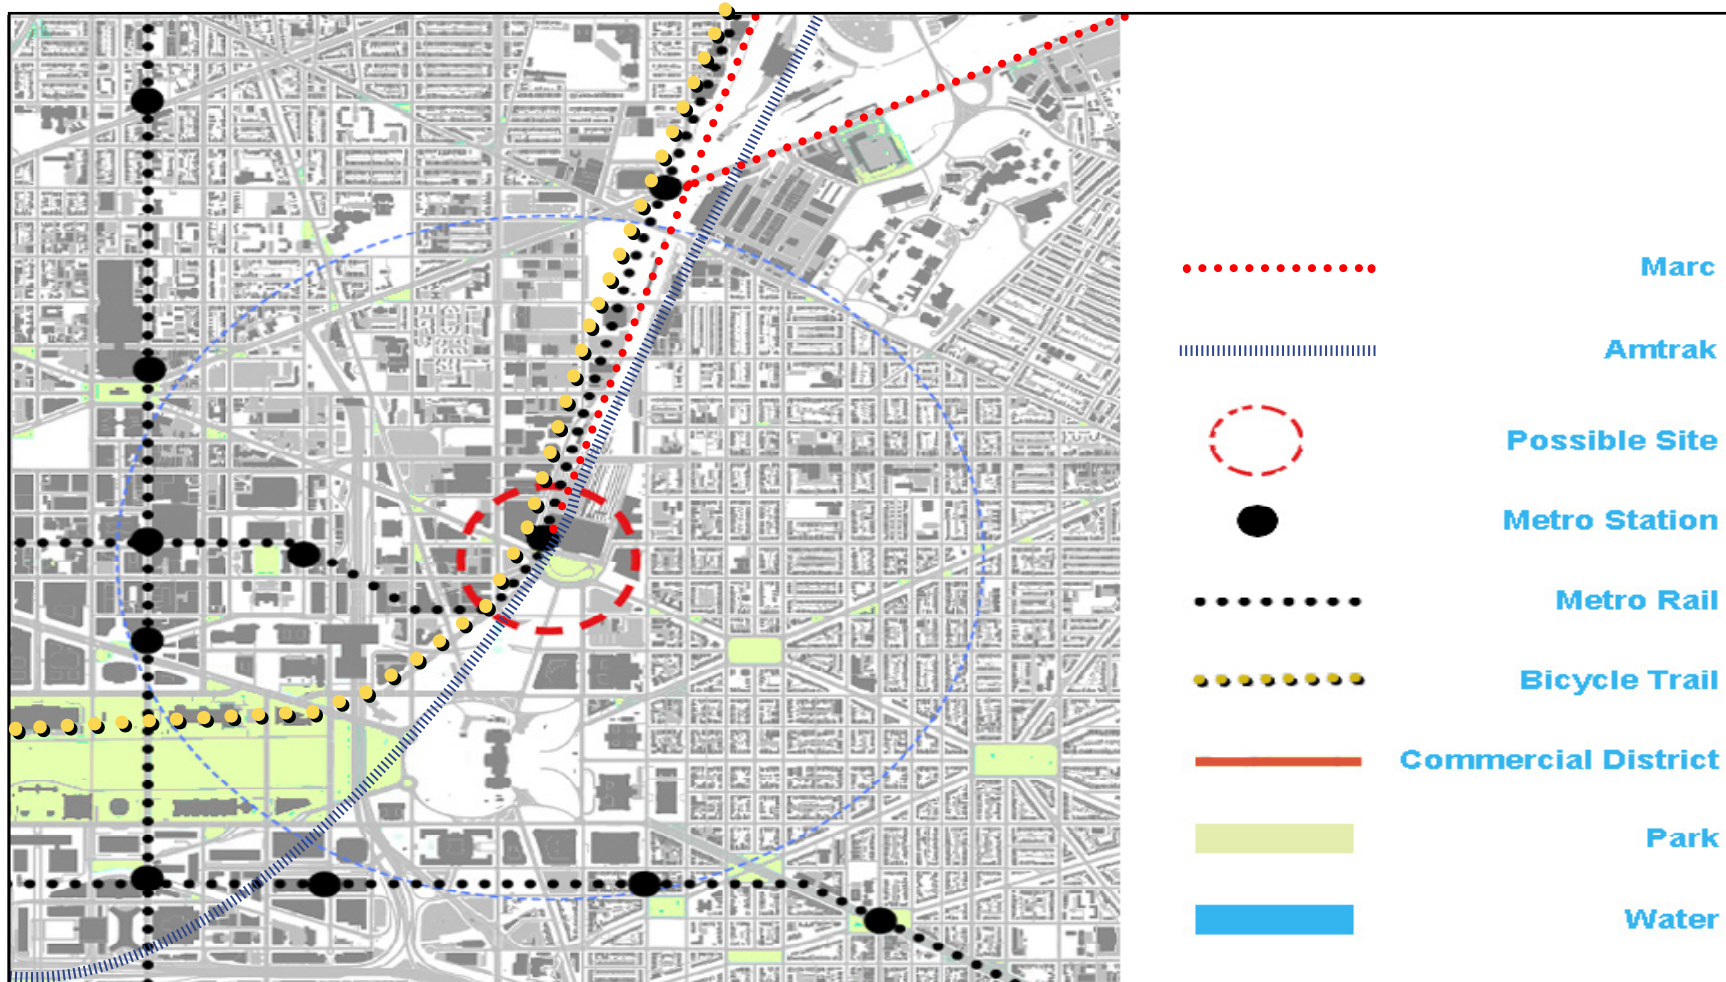 Marc
Amtrak
Possible Site
Metro Station
Metro Rail
Bicycle Trail
Commercial District
Park
Water